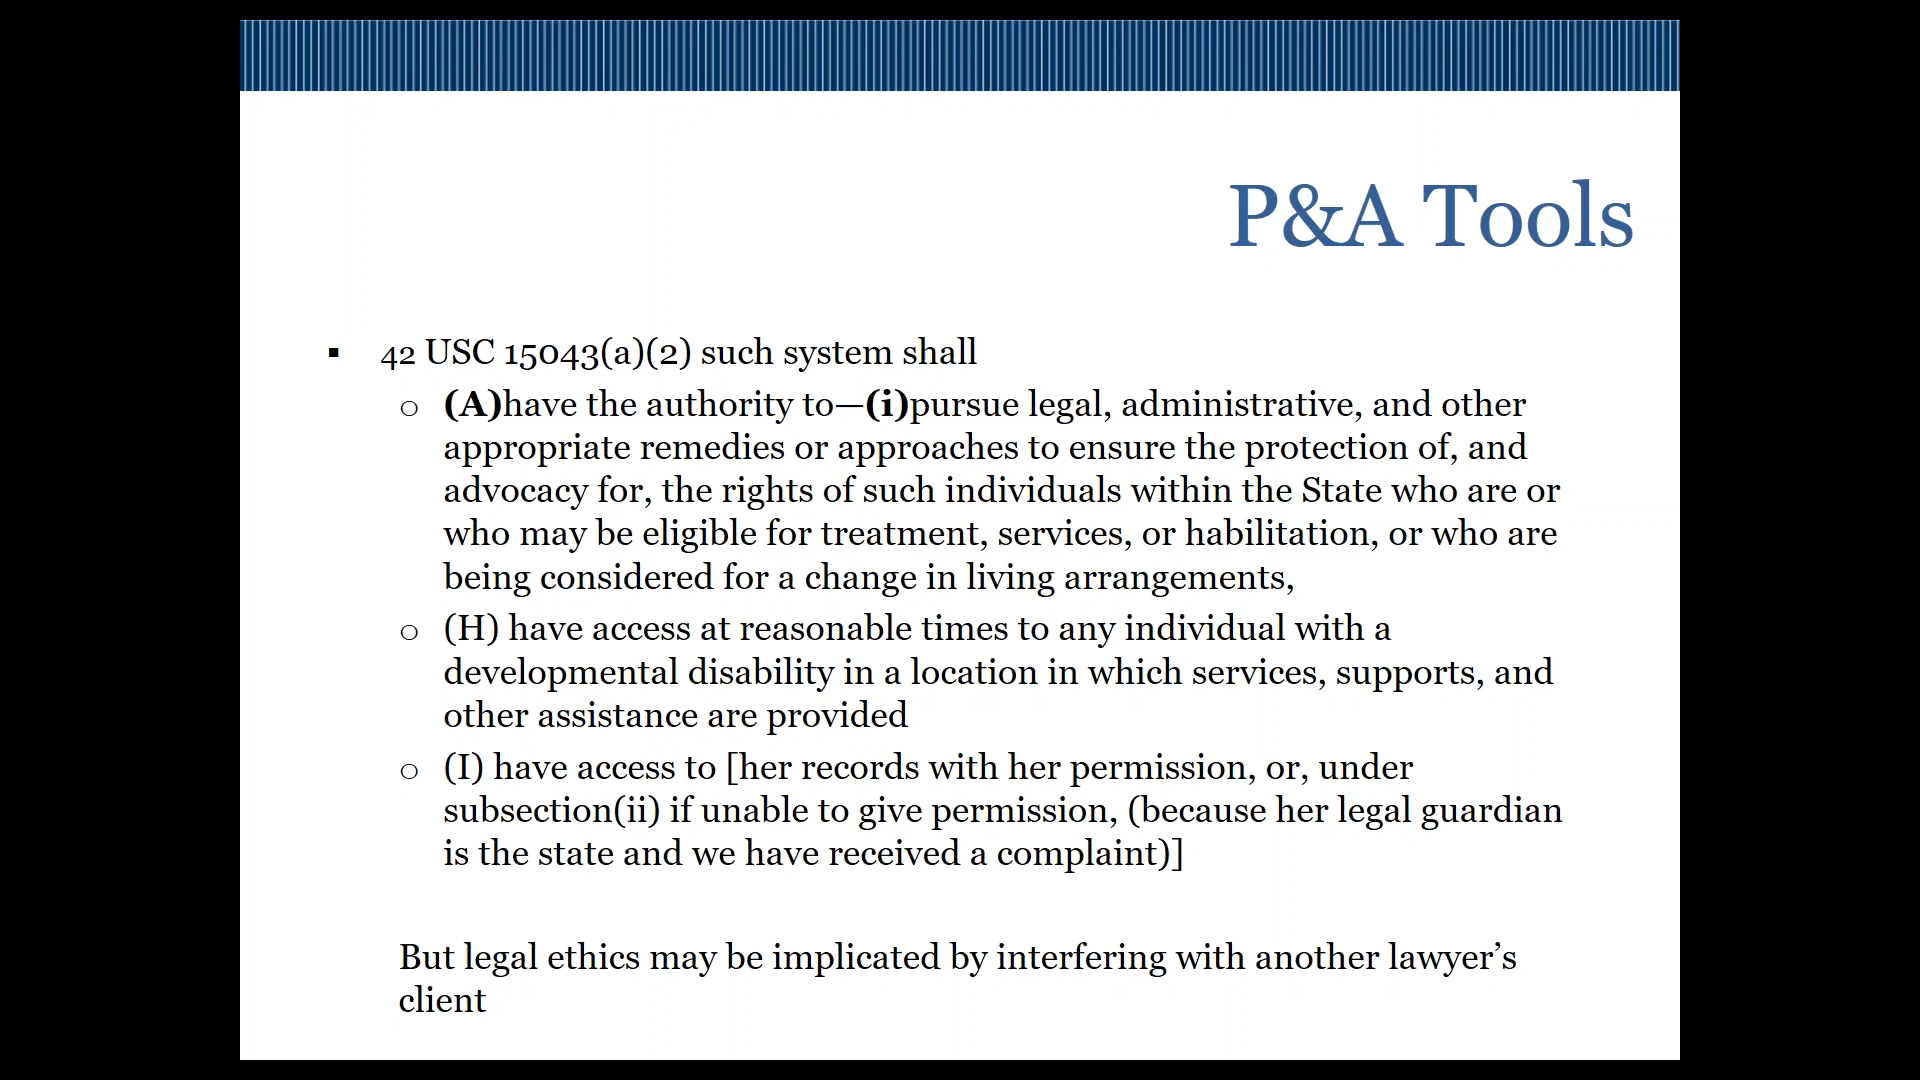 P&A Tools
▪ 42 USC 15043(a)(2) such system shall
o (A)have the authority to—(i)pursue legal, administrative, and other
appropriate remedies or approaches to ensure the protection of, and
advocacy for, the rights of such individuals within the State who are or
who may be eligible for treatment, services, or habilitation, or who are
being considered for a change in living arrangements,
o (H) have access at reasonable times to any individual with a
developmental disability in a location in which services, supports, and
other assistance are provided
o (I) have access to [her records with her permission, or, under
subsection(ii) if unable to give permission, (because her legal guardian
is the state and we have received a complaint)]
But legal ethics may be implicated by interfering with another lawyer’s
client